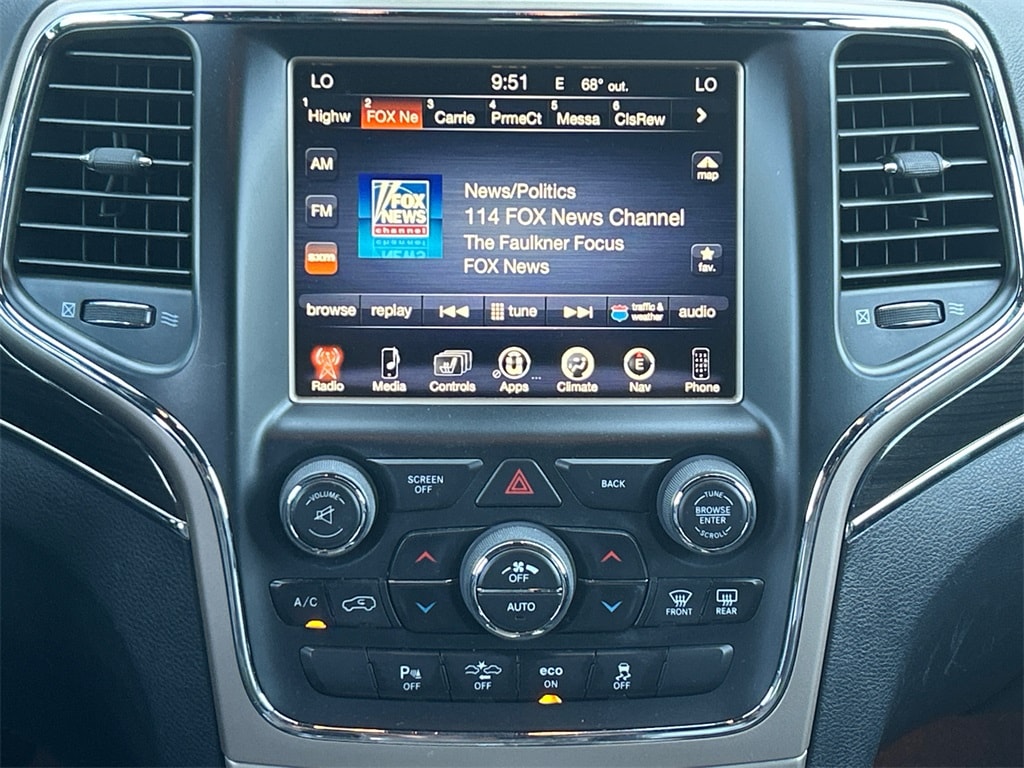 LO 9:51 E 68° out. LO
1 Highw 2 FOX Ne 3 Carrie 4 PrmeCt 5 Messa 6 ClsRew
AM
map
FM
sxm
fav.
FOX
NEWS
channel
News/Politics
114 FOX News Channel
The Faulkner Focus
FOX News
browse replay tune traffic & weather audio
E
Radio Media Controls Apps Climate Nav Phone
VOLUME
SCREEN
OFF
BACK
TUNE
BROWSE
ENTER
SCROLL
OFF
AUTO
A/C
FRONT
REAR
P OFF
OFF
eco
ON
OFF